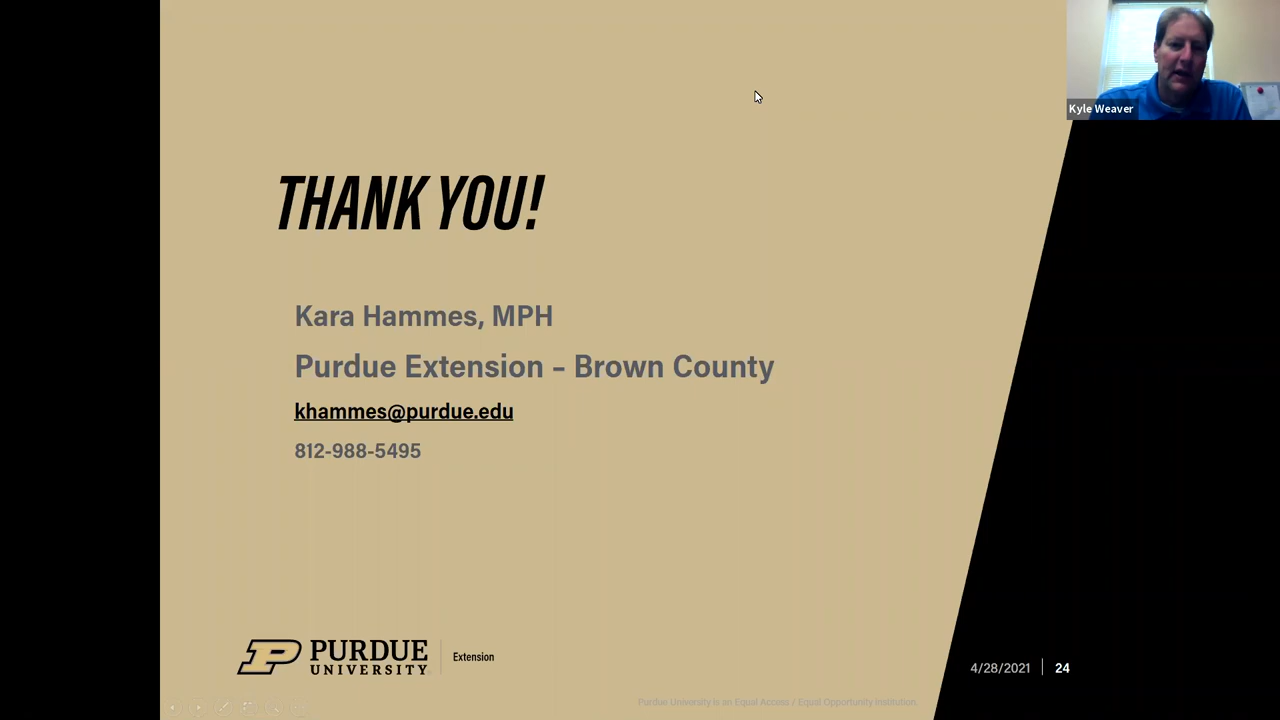 Kyle Weaver
THANK YOU!
Kara Hammes, MPH
Purdue Extension – Brown County
khammes@purdue.edu
812-988-5495
P PURDUE UNIVERSITY
Extension
4/28/2021 24
Purdue University is an Equal Access / Equal Opportunity Institution.